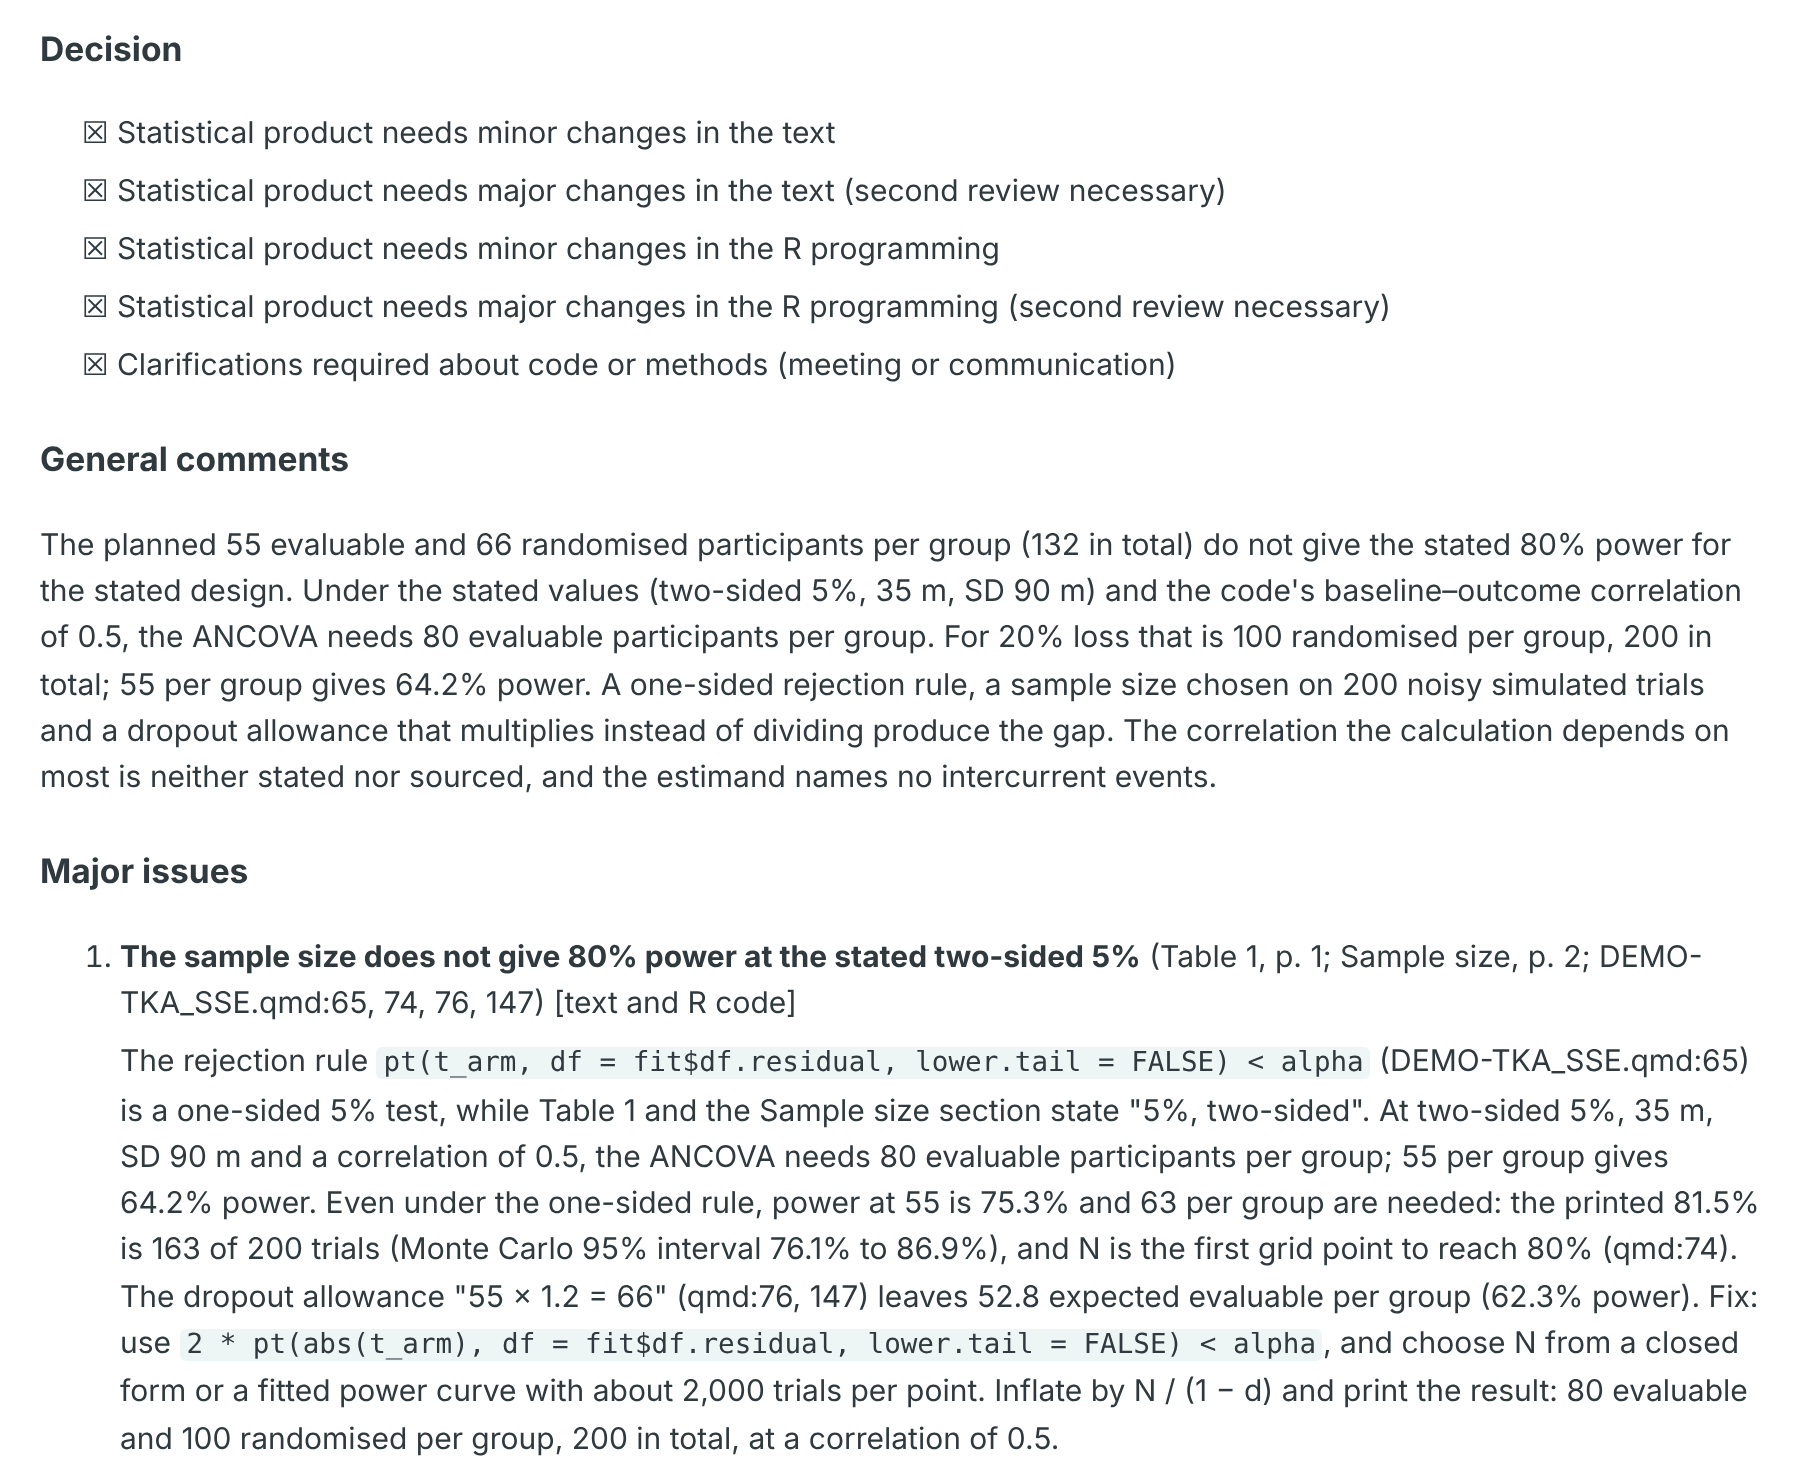 Decision
☒ Statistical product needs minor changes in the text
☒ Statistical product needs major changes in the text (second review necessary)
☒ Statistical product needs minor changes in the R programming
☒ Statistical product needs major changes in the R programming (second review necessary)
☒ Clarifications required about code or methods (meeting or communication)
General comments
The planned 55 evaluable and 66 randomised participants per group (132 in total) do not give the stated 80% power for
the stated design. Under the stated values (two-sided 5%, 35 m, SD 90 m) and the code's baseline–outcome correlation
of 0.5, the ANCOVA needs 80 evaluable participants per group. For 20% loss that is 100 randomised per group, 200 in
total; 55 per group gives 64.2% power. A one-sided rejection rule, a sample size chosen on 200 noisy simulated trials
and a dropout allowance that multiplies instead of dividing produce the gap. The correlation the calculation depends on
most is neither stated nor sourced, and the estimand names no intercurrent events.
Major issues
1. The sample size does not give 80% power at the stated two-sided 5% (Table 1, p. 1; Sample size, p. 2; DEMO-
TKA_SSE.qmd:65, 74, 76, 147) [text and R code]
The rejection rule pt(t_arm, df = fit$df.residual, lower.tail = FALSE) < alpha (DEMO-TKA_SSE.qmd:65)
is a one-sided 5% test, while Table 1 and the Sample size section state "5%, two-sided". At two-sided 5%, 35 m,
SD 90 m and a correlation of 0.5, the ANCOVA needs 80 evaluable participants per group; 55 per group gives
64.2% power. Even under the one-sided rule, power at 55 is 75.3% and 63 per group are needed: the printed 81.5%
is 163 of 200 trials (Monte Carlo 95% interval 76.1% to 86.9%), and N is the first grid point to reach 80% (qmd:74).
The dropout allowance "55 × 1.2 = 66" (qmd:76, 147) leaves 52.8 expected evaluable per group (62.3% power). Fix:
use 2 * pt(abs(t_arm), df = fit$df.residual, lower.tail = FALSE) < alpha, and choose N from a closed
form or a fitted power curve with about 2,000 trials per point. Inflate by N / (1 − d) and print the result: 80 evaluable
and 100 randomised per group, 200 in total, at a correlation of 0.5.